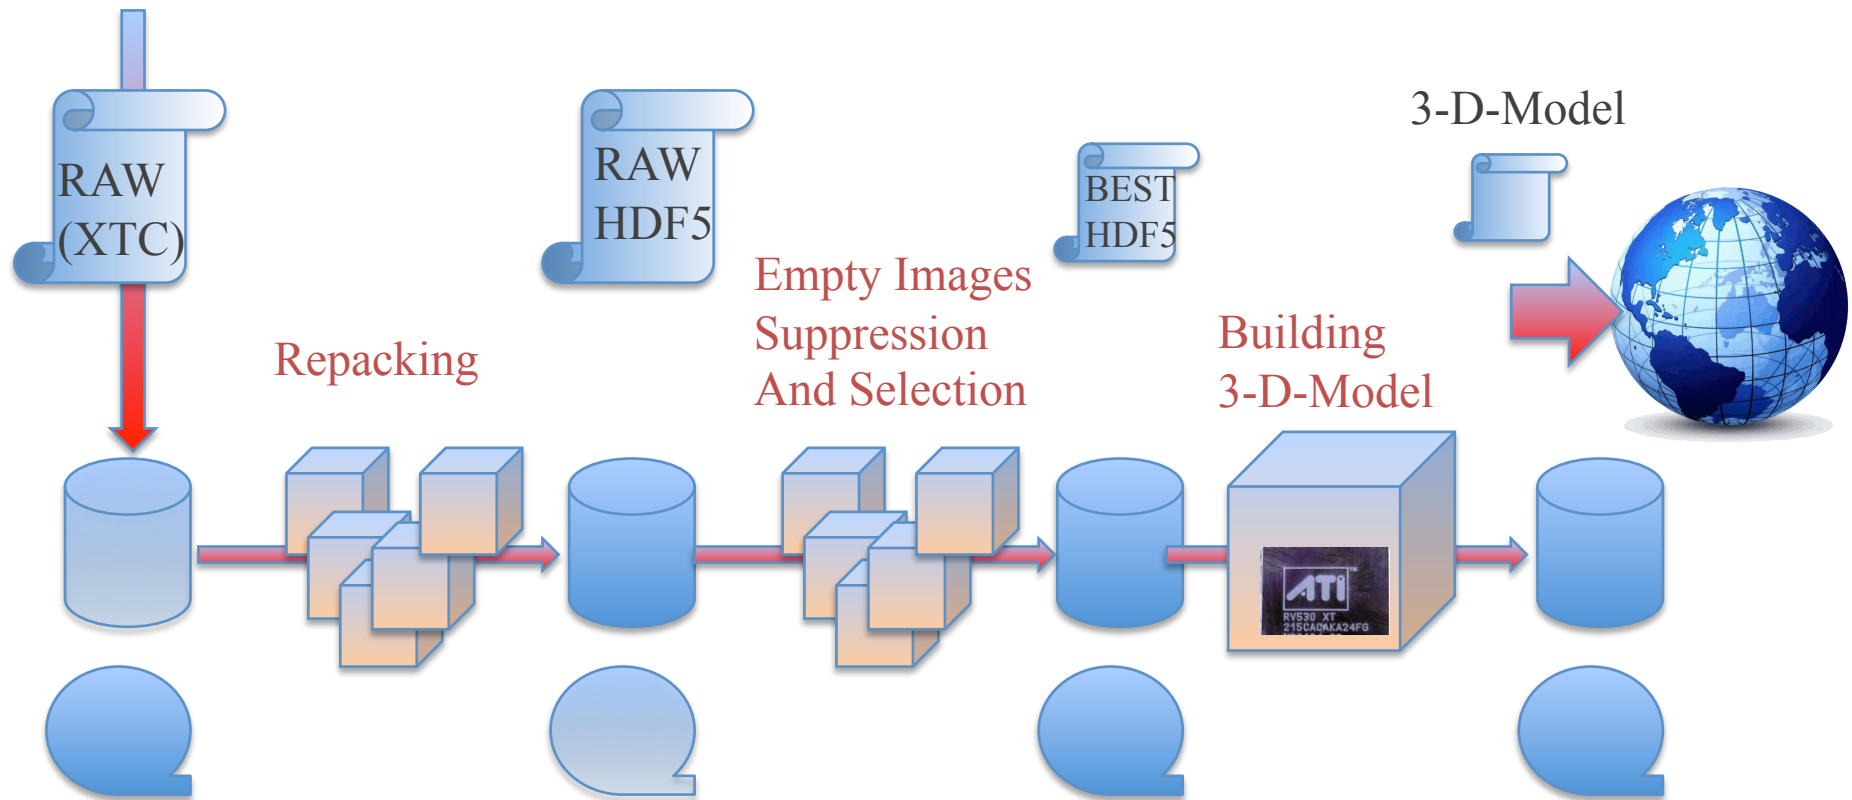 RAW
(XTC)
RAW
HDF5
BEST
HDF5
3-D-Model
Repacking
Empty Images
Suppression
And Selection
Building
3-D-Model
ATI
RV530 XT